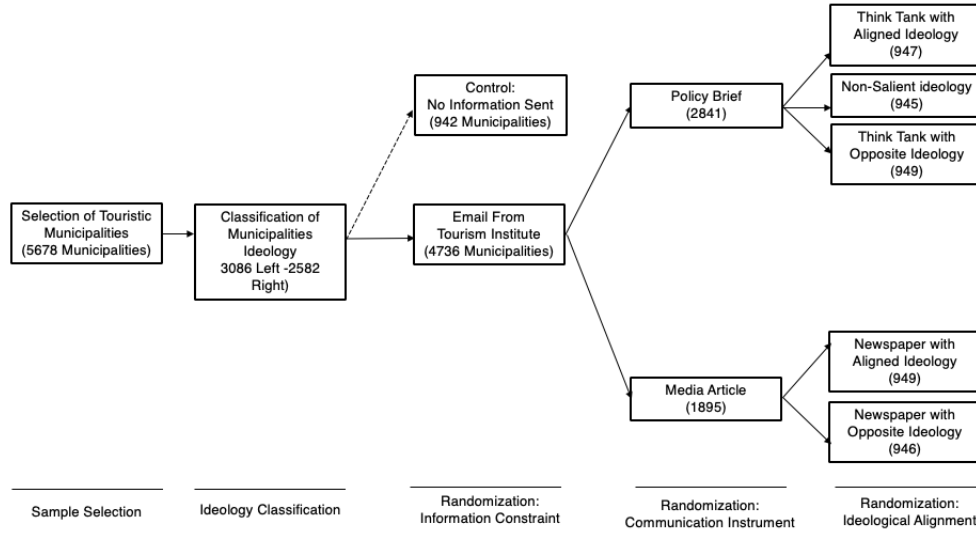 Selection of Touristic
Municipalities
(5678 Municipalities)
Classification of
Municipalities
Ideology
3086 Left -2582
Right)
Control:
No Information Sent
(942 Municipalities)
Email From
Tourism Institute
(4736 Municipalities)
Policy Brief
(2841)
Media Article
(1895)
Think Tank with
Aligned Ideology
(947)
Non-Salient ideology
(945)
Think Tank with
Opposite Ideology
(949)
Newspaper with
Aligned Ideology
(949)
Newspaper with
Opposite Ideology
(946)
Sample Selection
Ideology Classification
Randomization:
Information Constraint
Randomization:
Communication Instrument
Randomization:
Ideological Alignment